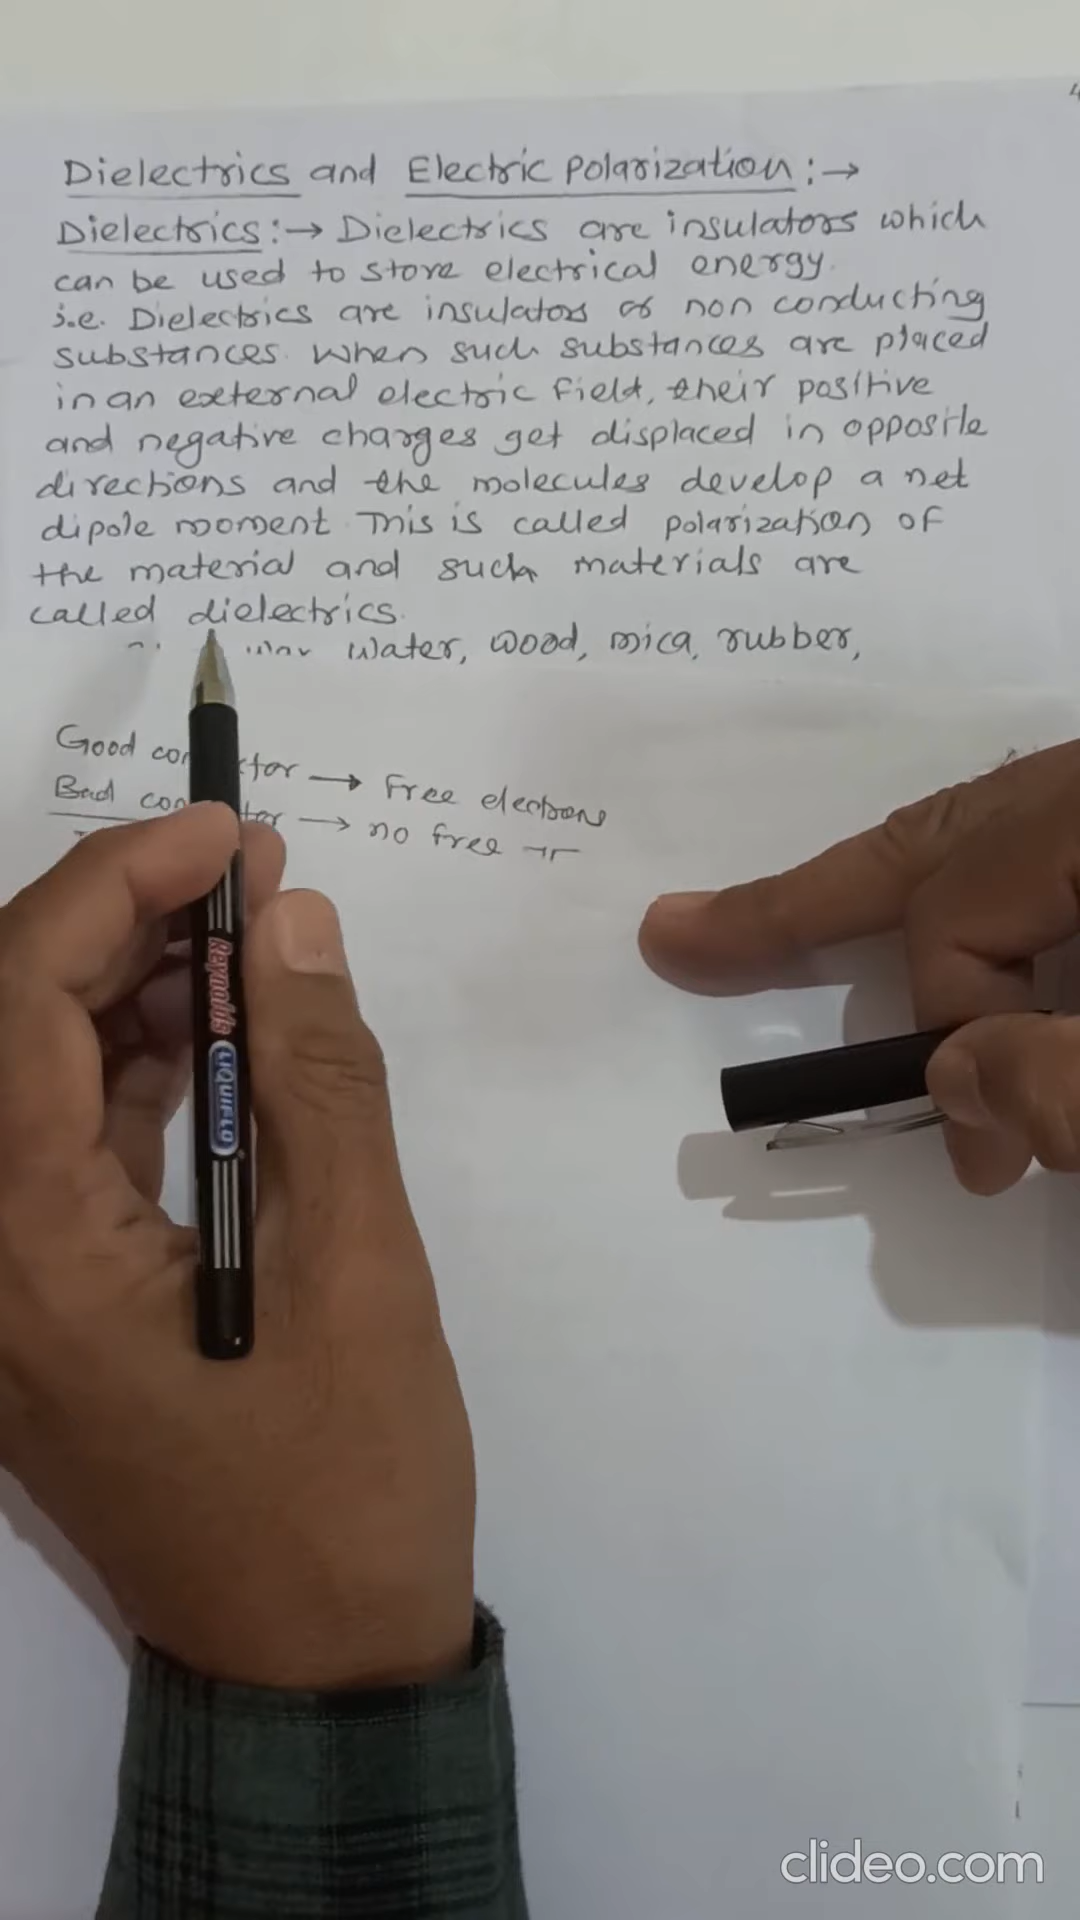 Dielectrics and Electric Polarization:→
Dielectrics:→ Dielectrics are insulators which
can be used to store electrical energy.
i.e. Dielectrics are insulators or non conducting
substances. When such substances are placed
in an external electric field, their positive
and negative charges get displaced in opposite
directions and the molecules develop a net
dipole moment. This is called polarization of
the material and such materials are
called dielectrics.
Water, wood, mica, rubber,
Good → Free electrons
Bad → no free
Reynolds
LIQUIFLO
clideo.com